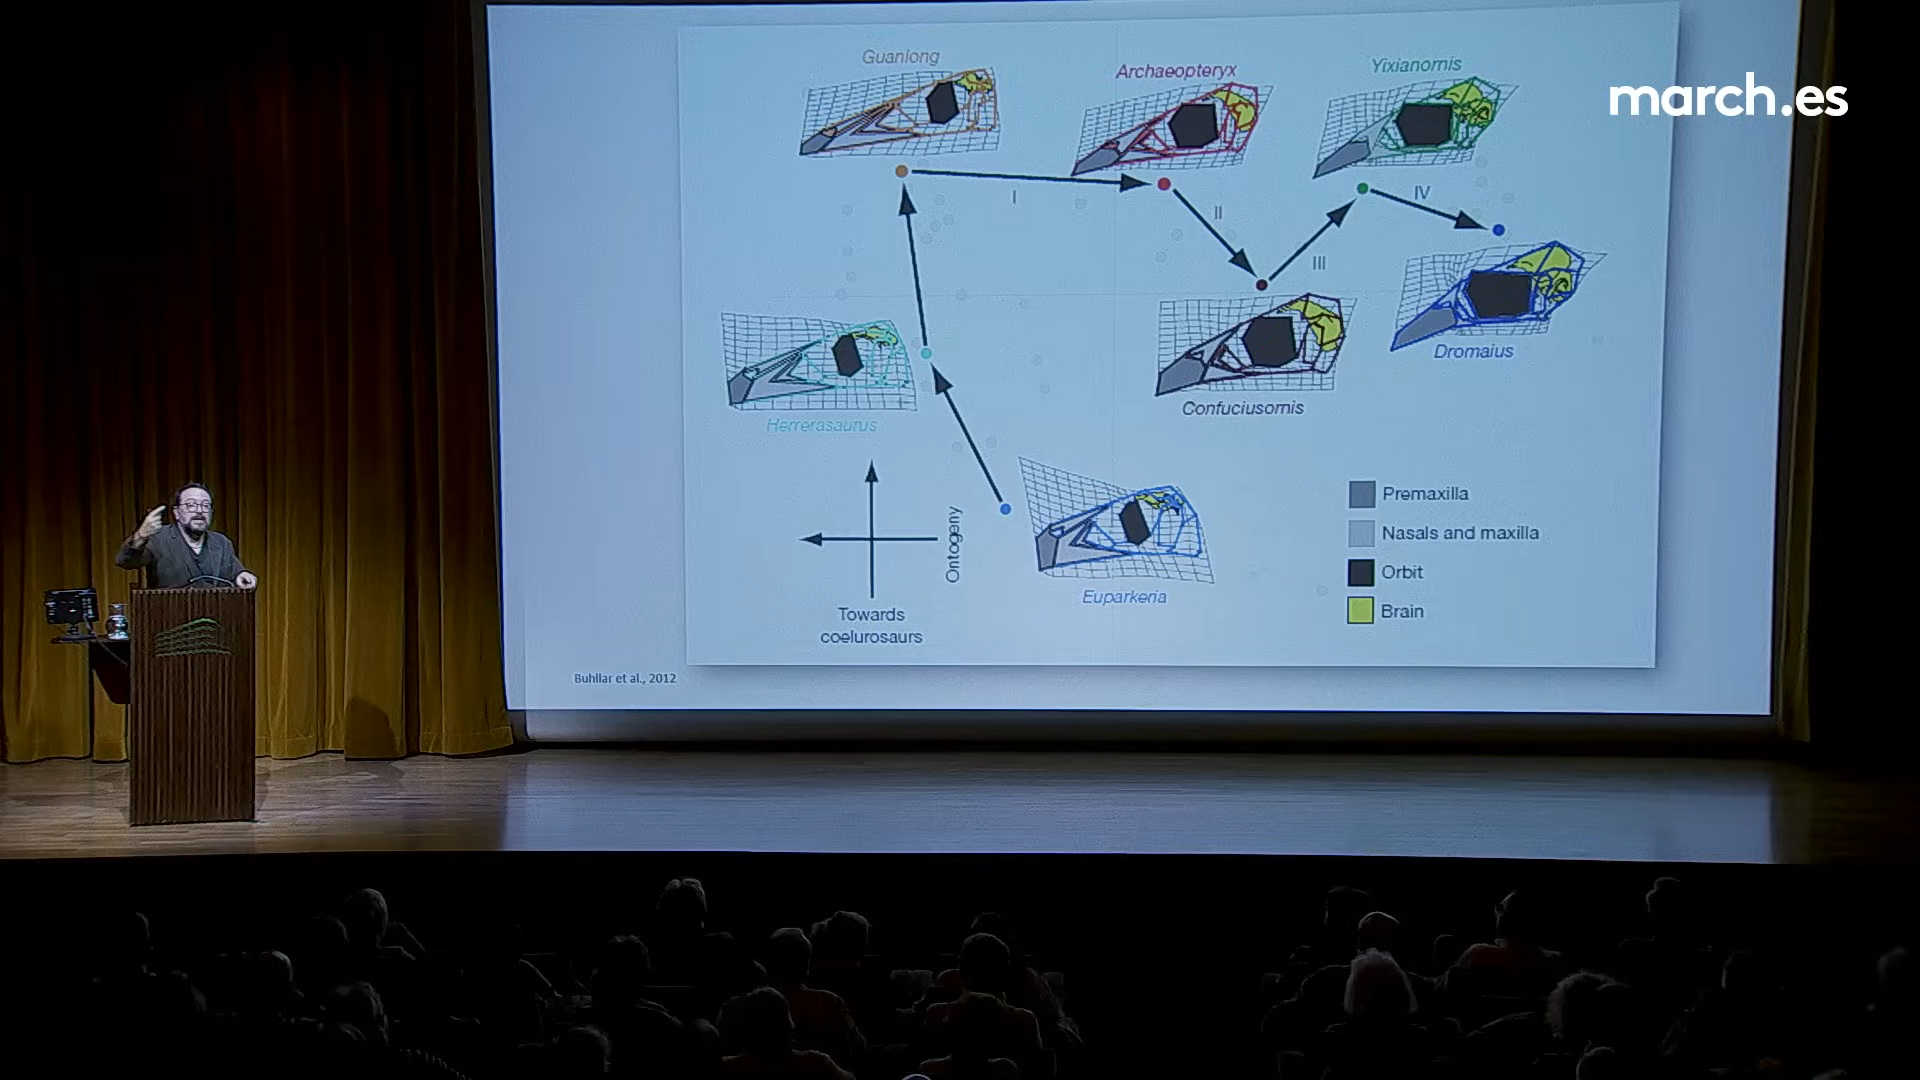 march.es
Guanlong
Archaeopteryx
Yixianornis
I
II
III
IV
Dromaius
Confuciusornis
Herrerasaurus
Ontogeny
Towards
coelurosaurs
Euparkeria
Premaxilla
Nasals and maxilla
Orbit
Brain
Buhllar et al., 2012